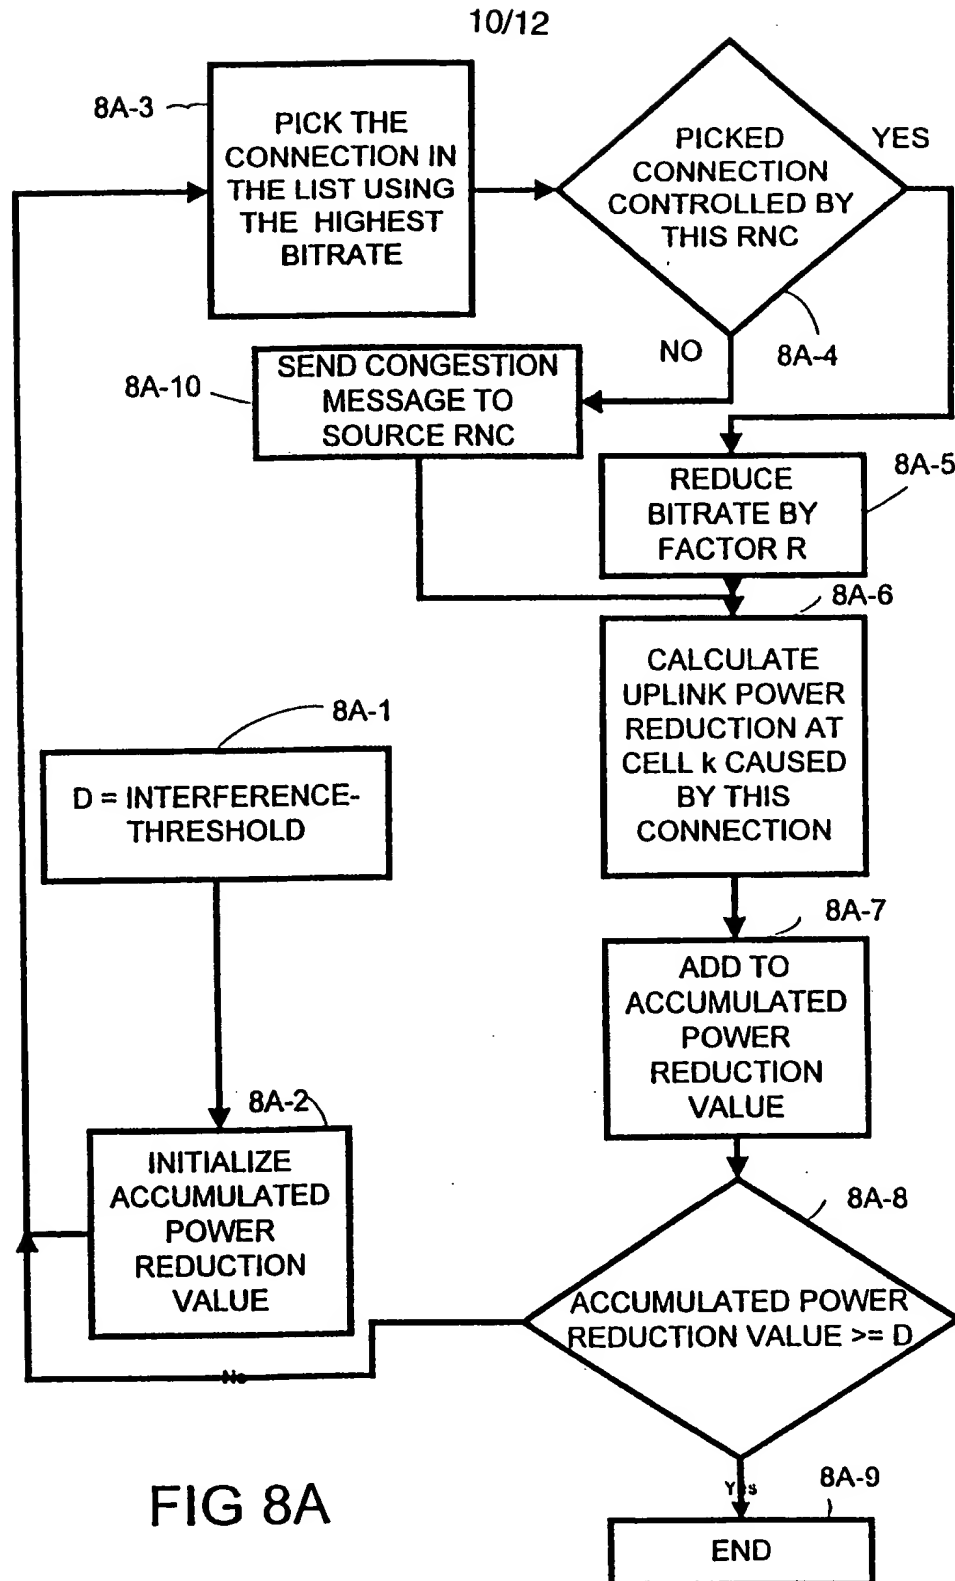 10/12
8A-3
PICK THE
CONNECTION IN
THE LIST USING
THE HIGHEST
BITRATE
PICKED
CONNECTION
CONTROLLED BY
THIS RNC
YES
NO
8A-4
8A-10
SEND CONGESTION
MESSAGE TO
SOURCE RNC
REDUCE
BITRATE BY
FACTOR R
8A-5
8A-6
CALCULATE
UPLINK POWER
REDUCTION AT
CELL k CAUSED
BY THIS
CONNECTION
8A-1
D = INTERFERENCE-
THRESHOLD
8A-7
ADD TO
ACCUMULATED
POWER
REDUCTION
VALUE
8A-2
INITIALIZE
ACCUMULATED
POWER
REDUCTION
VALUE
8A-8
ACCUMULATED POWER
REDUCTION VALUE >= D
No
Yes
8A-9
END
FIG 8A